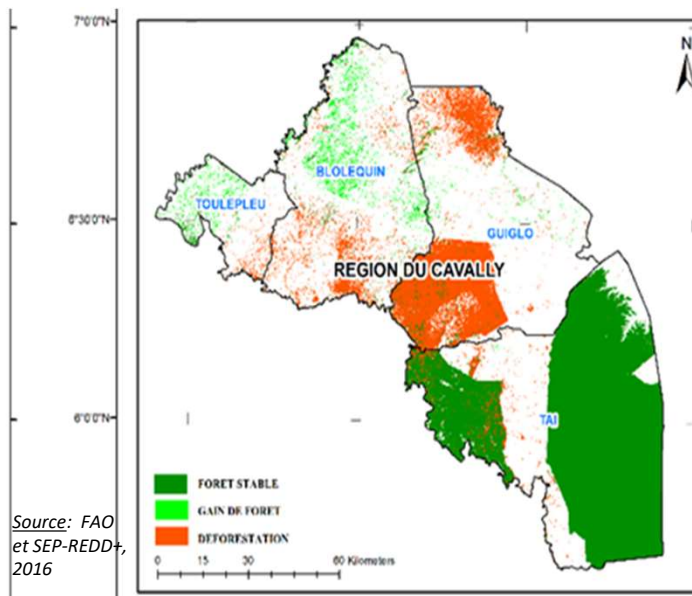 7°0'0"N
N
BLOLEQUIN
TOULEPLEU
6°30'0"N
GUIGLO
REGION DU CAVALLY
6°0'0"N
TAI
FORET STABLE
GAIN DE FORET
DEFORESTATION
Source: FAO
et SEP-REDD+,
2016
0 15 30 60 Kilometers